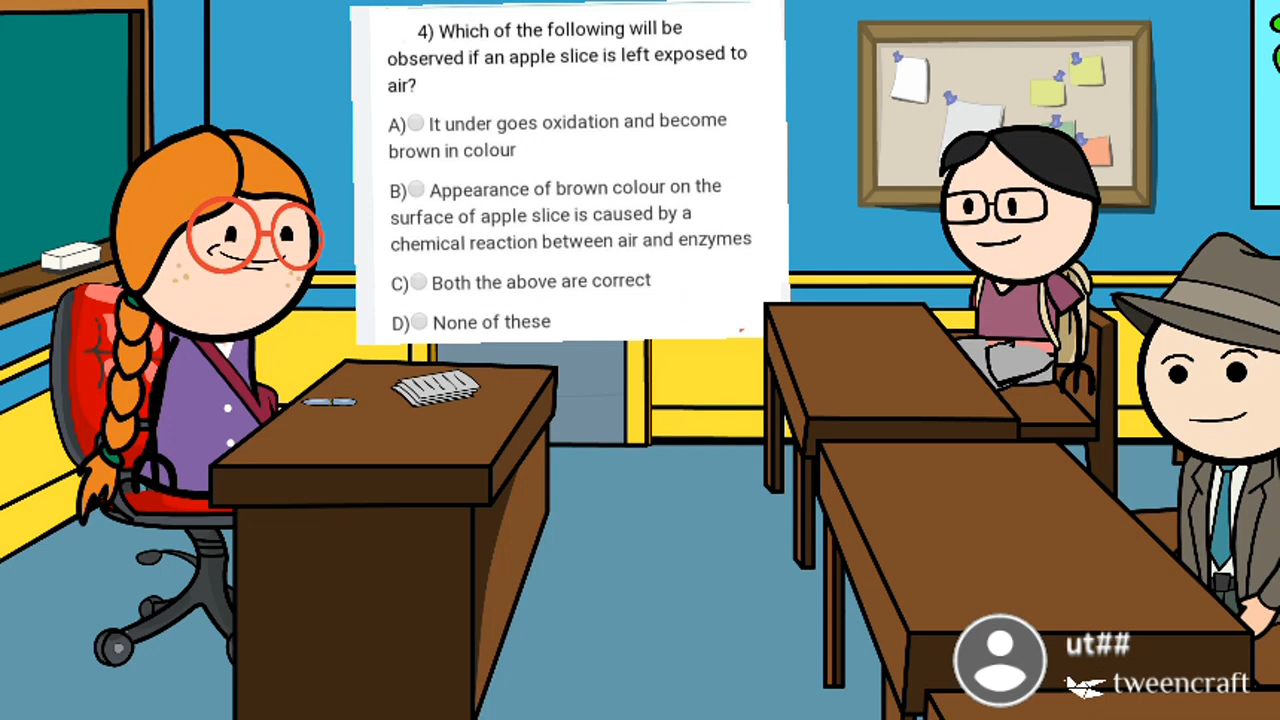 4) Which of the following will be
observed if an apple slice is left exposed to
air?
A) It under goes oxidation and become
brown in colour
B) Appearance of brown colour on the
surface of apple slice is caused by a
chemical reaction between air and enzymes
C) Both the above are correct
D) None of these
ut##
tweencraft